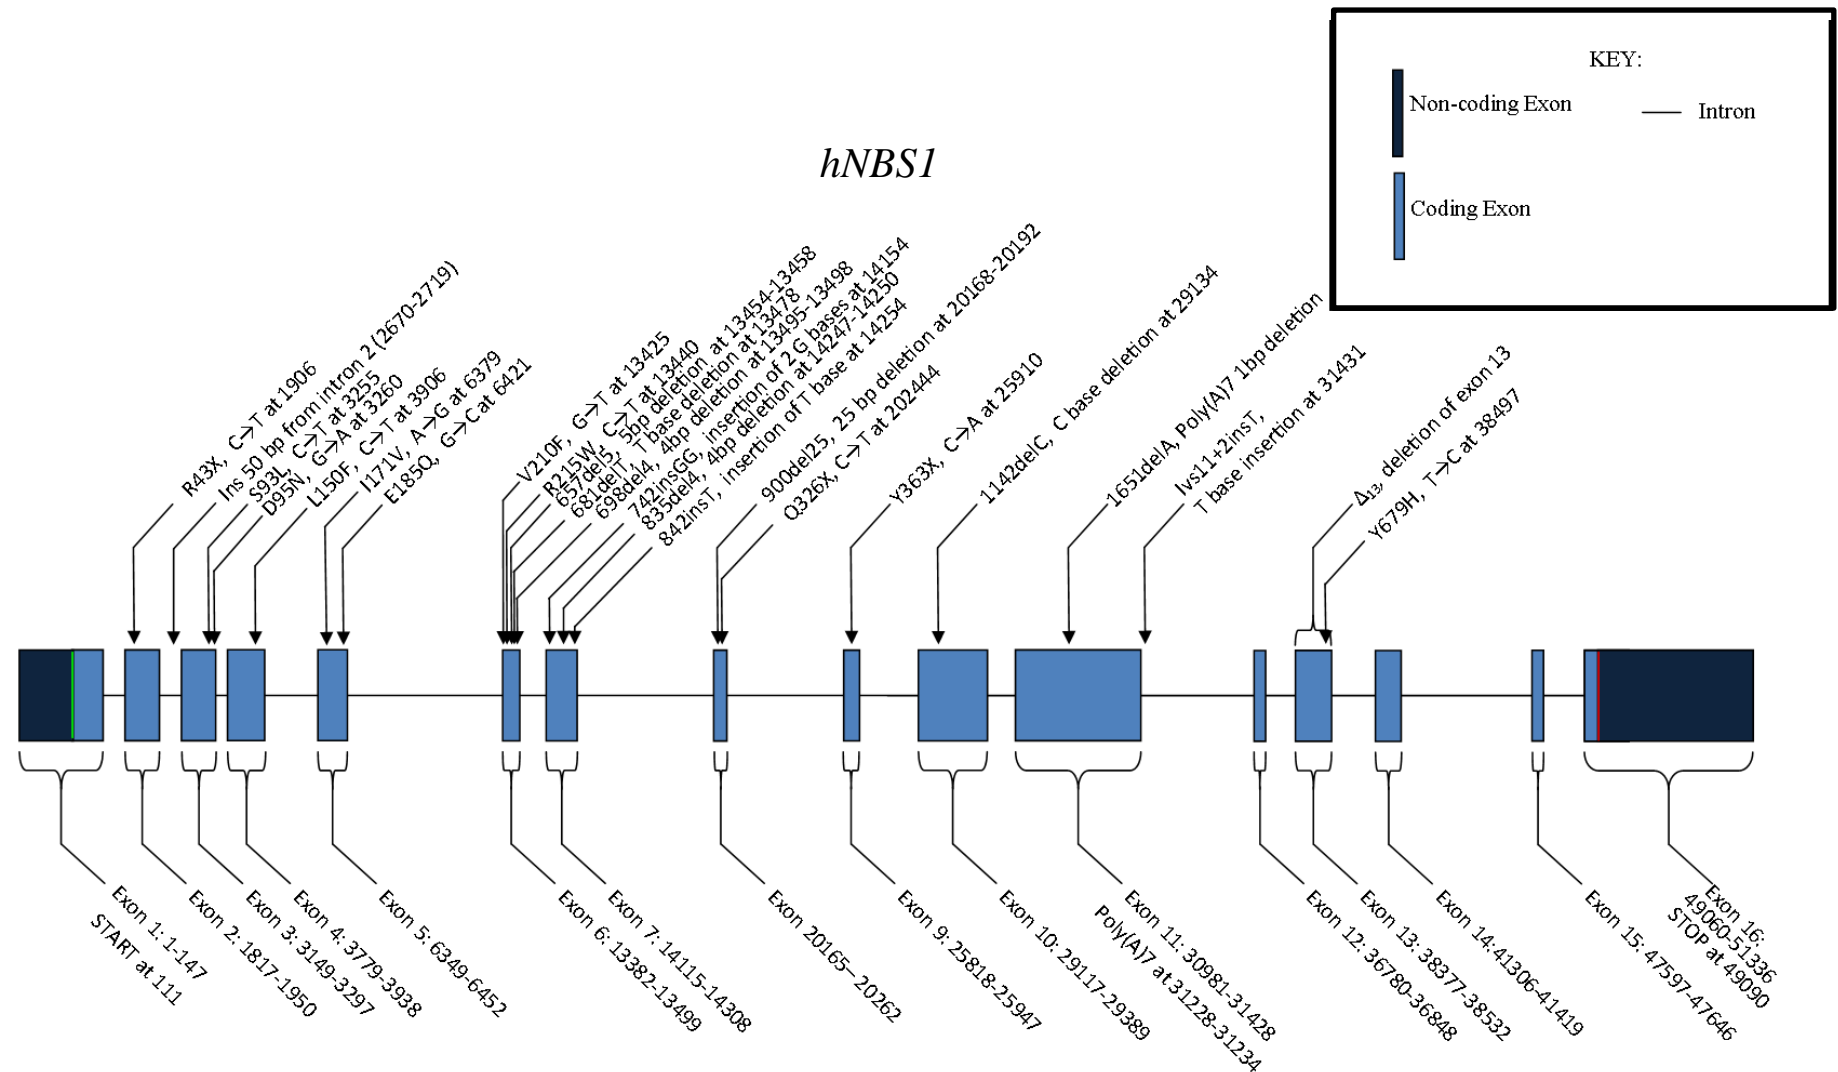 KEY:
Non-coding Exon
Intron
Coding Exon
hNBS1
R43X, C→T at 1906
Ins 50 bp from intron 2 (2670-2719)
S93L, C→T at 3255
D95N, G→A at 3260
L150F, C→T at 3906
I171V, A→G at 6379
E185Q, G→C at 6421
V210F, G→T at 13425
R215W, C→T at 13440
657del5, 5bp deletion at 13454-13458
681delT, T base deletion at 13478
698del4, 4bp deletion at 13495-13498
742insGG, insertion of 2 G bases at 14154
835del4, 4bp deletion at 14247-14250
842insT, insertion of T base at 14254
900del25, 25 bp deletion at 20168-20192
Q326X, C→T at 202444
Y363X, C→A at 25910
1142delC, C base deletion at 29134
1651delA, Poly(A)7 1bp deletion
Ivs11+2insT,
T base insertion at 31431
Δ13, deletion of exon 13
Y679H, T→C at 38497
Exon 1: 1-147
START at 111
Exon 2: 1817-1950
Exon 3: 3149-3297
Exon 4: 3779-3938
Exon 5: 6349-6452
Exon 6: 13382-13499
Exon 7: 14115-14308
Exon 20165–20262
Exon 9: 25818-25947
Exon 10: 29117-29389
Exon 11: 30981-31428
Poly(A)7 at 31228-31234
Exon 12: 36780-36848
Exon 13: 38377-38532
Exon 14: 41306-41419
Exon 15: 47597-47646
Exon 16:
49060-51336
STOP at 49090